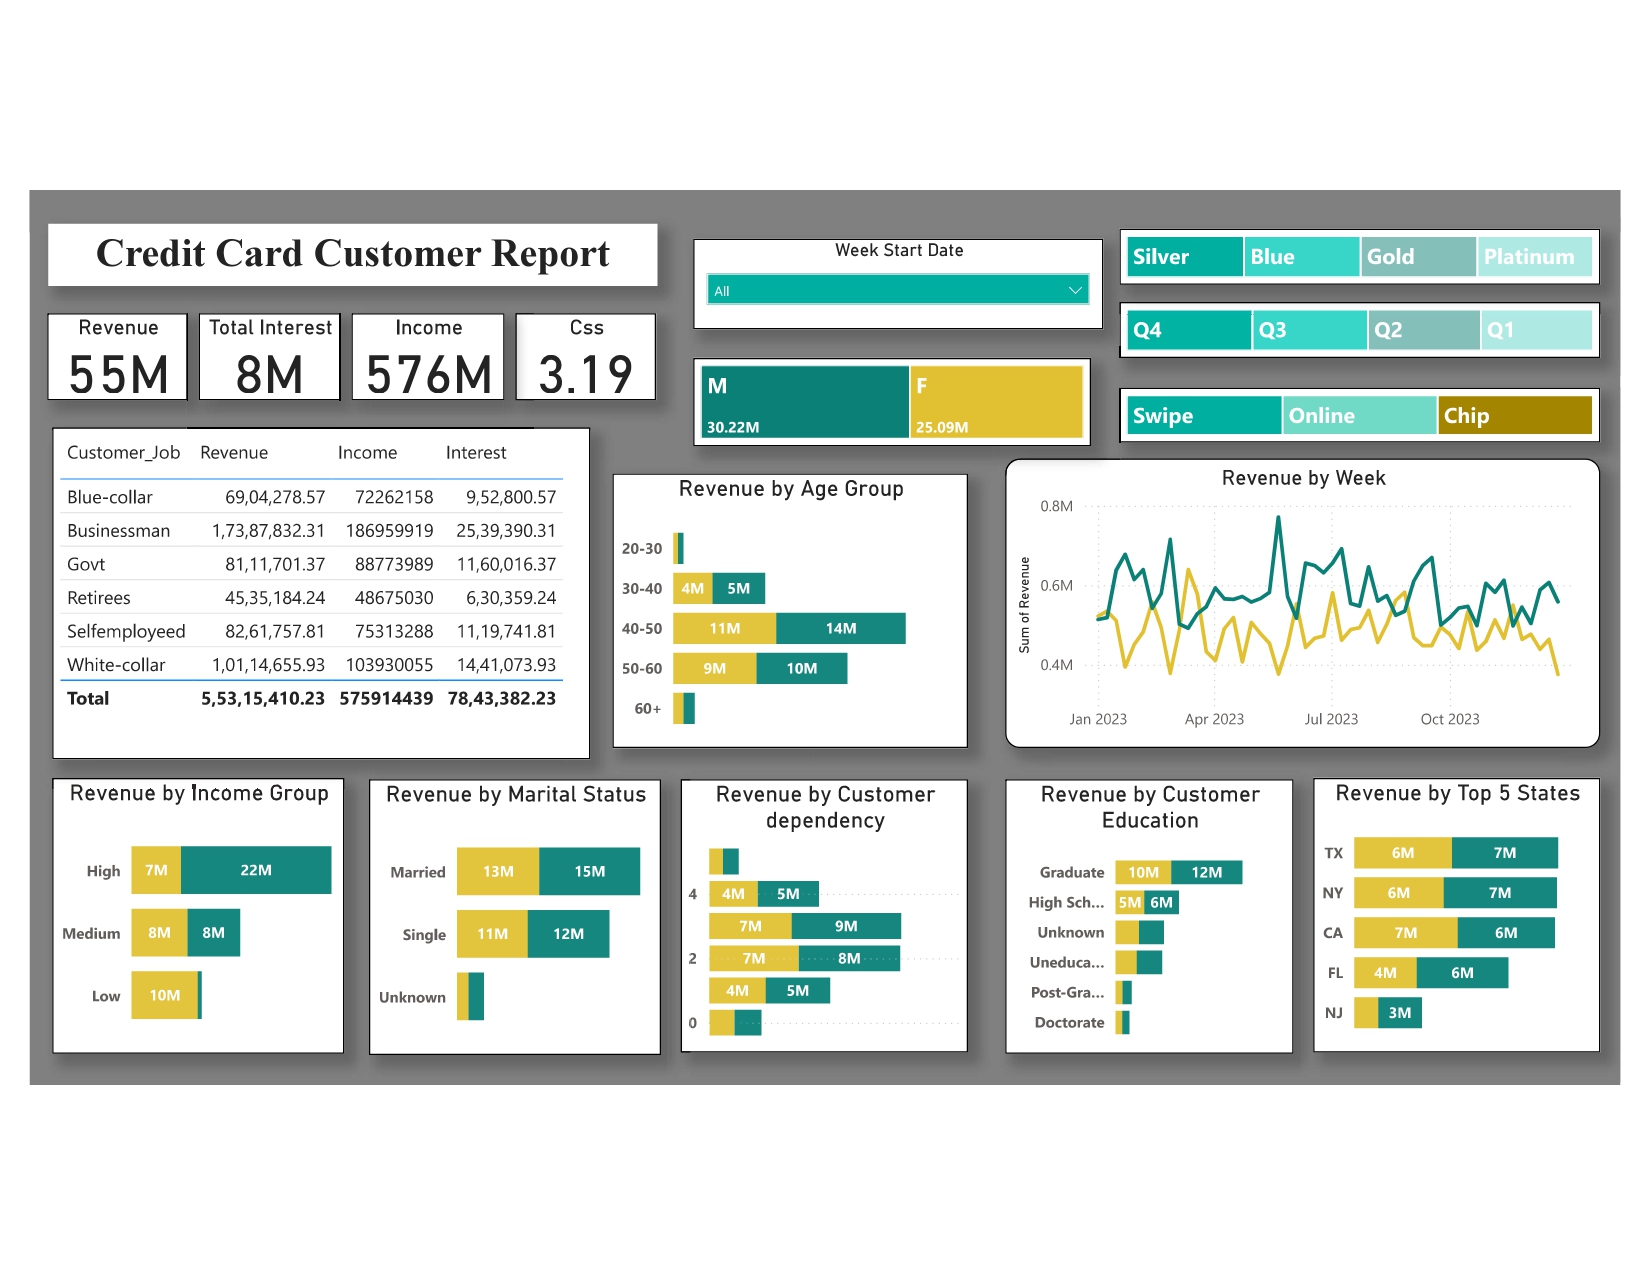 Credit Card Customer Report
Week Start Date
All
Silver Blue Gold Platinum
Q4 Q3 Q2 Q1
Swipe Online Chip
Revenue
55M
Total Interest
8M
Income
576M
Css
3.19
M
30.22M
F
25.09M
Customer_Job Revenue Income Interest
Blue-collar 69,04,278.57 72262158 9,52,800.57
Businessman 1,73,87,832.31 186959919 25,39,390.31
Govt 81,11,701.37 88773989 11,60,016.37
Retirees 45,35,184.24 48675030 6,30,359.24
Selfemployeed 82,61,757.81 75313288 11,19,741.81
White-collar 1,01,14,655.93 103930055 14,41,073.93
Total 5,53,15,410.23 575914439 78,43,382.23
Revenue by Age Group
20-30
30-40 4M 5M
40-50 11M 14M
50-60 9M 10M
60+
Revenue by Week
Sum of Revenue
0.8M
0.6M
0.4M
Jan 2023 Apr 2023 Jul 2023 Oct 2023
Revenue by Income Group
High 7M 22M
Medium 8M 8M
Low 10M
Revenue by Marital Status
Married 13M 15M
Single 11M 12M
Unknown
Revenue by Customer
dependency
4 4M 5M
7M 9M
2 7M 8M
4M 5M
0
Revenue by Customer
Education
Graduate 10M 12M
High Sch... 5M 6M
Unknown
Uneduca...
Post-Gra...
Doctorate
Revenue by Top 5 States
TX 6M 7M
NY 6M 7M
CA 7M 6M
FL 4M 6M
NJ 3M